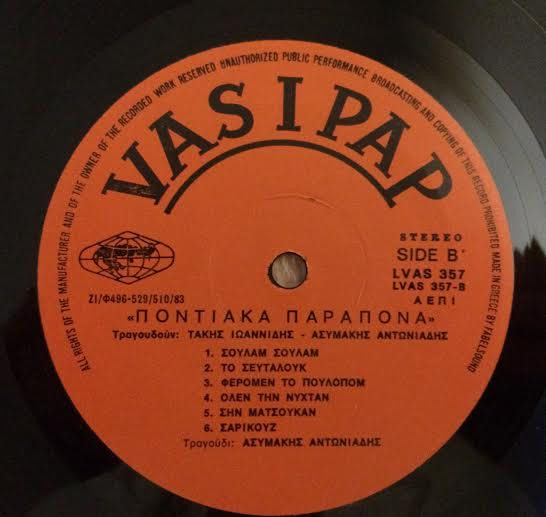 ALL RIGHTS OF THE MANUFACTURER AND OF THE OWNER OF THE RECORDED WORK RESERVED UNAUTHORIZED PUBLIC PERFORMANCE BROADCASTING AND COPYING OF THIS RECORD PROHIBITED MADE IN GREECE BY FABELSOUND
VASIPAP
STEREO
SIDE B'
LVAS 357
LVAS 357-B
ΑΕΠΙ
ΖΙ/Φ496-529/510/83
«ΠΟΝΤΙΑΚΑ ΠΑΡΑΠΟΝΑ»
Τραγουδούν: ΤΑΚΗΣ ΙΩΑΝΝΙΔΗΣ - ΑΣΥΜΑΚΗΣ ΑΝΤΩΝΙΑΔΗΣ
1. ΣΟΥΛΑΜ ΣΟΥΛΑΜ
2. ΤΟ ΣΕΥΤΑΛΟΥΚ
3. ΦΕΡΟΜΕΝ ΤΟ ΠΟΥΛΟΠΟΜ
4. ΟΛΕΝ ΤΗΝ ΝΥΧΤΑΝ
5. ΣΗΝ ΜΑΤΣΟΥΚΑΝ
6. ΣΑΡΙΚΟΥΖ
Τραγούδι: ΑΣΥΜΑΚΗΣ ΑΝΤΩΝΙΑΔΗΣ